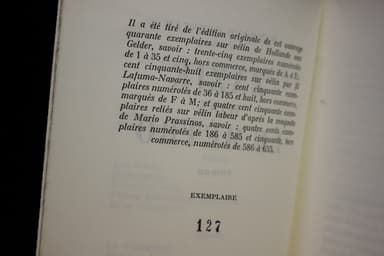 Il a été tiré de l'édition originale de cet ouvrage
quarante exemplaires sur vélin de Hollande van
Gelder, savoir : trente-cinq exemplaires numérotés
de 1 à 35 et cinq, hors commerce, marqués de A à E;
cent cinquante-huit exemplaires sur vélin pur fil
Lafuma-Navarre, savoir : cent cinquante exem-
plaires numérotés de 36 à 185 et huit, hors commerce,
marqués de F à M; et quatre cent cinquante exem-
plaires reliés sur vélin labeur d'après la maquette
de Mario Prassinos, savoir : quatre cents exem-
plaires numérotés de 186 à 585 et cinquante, hors
commerce, numérotés de 586 à 635.
EXEMPLAIRE
127